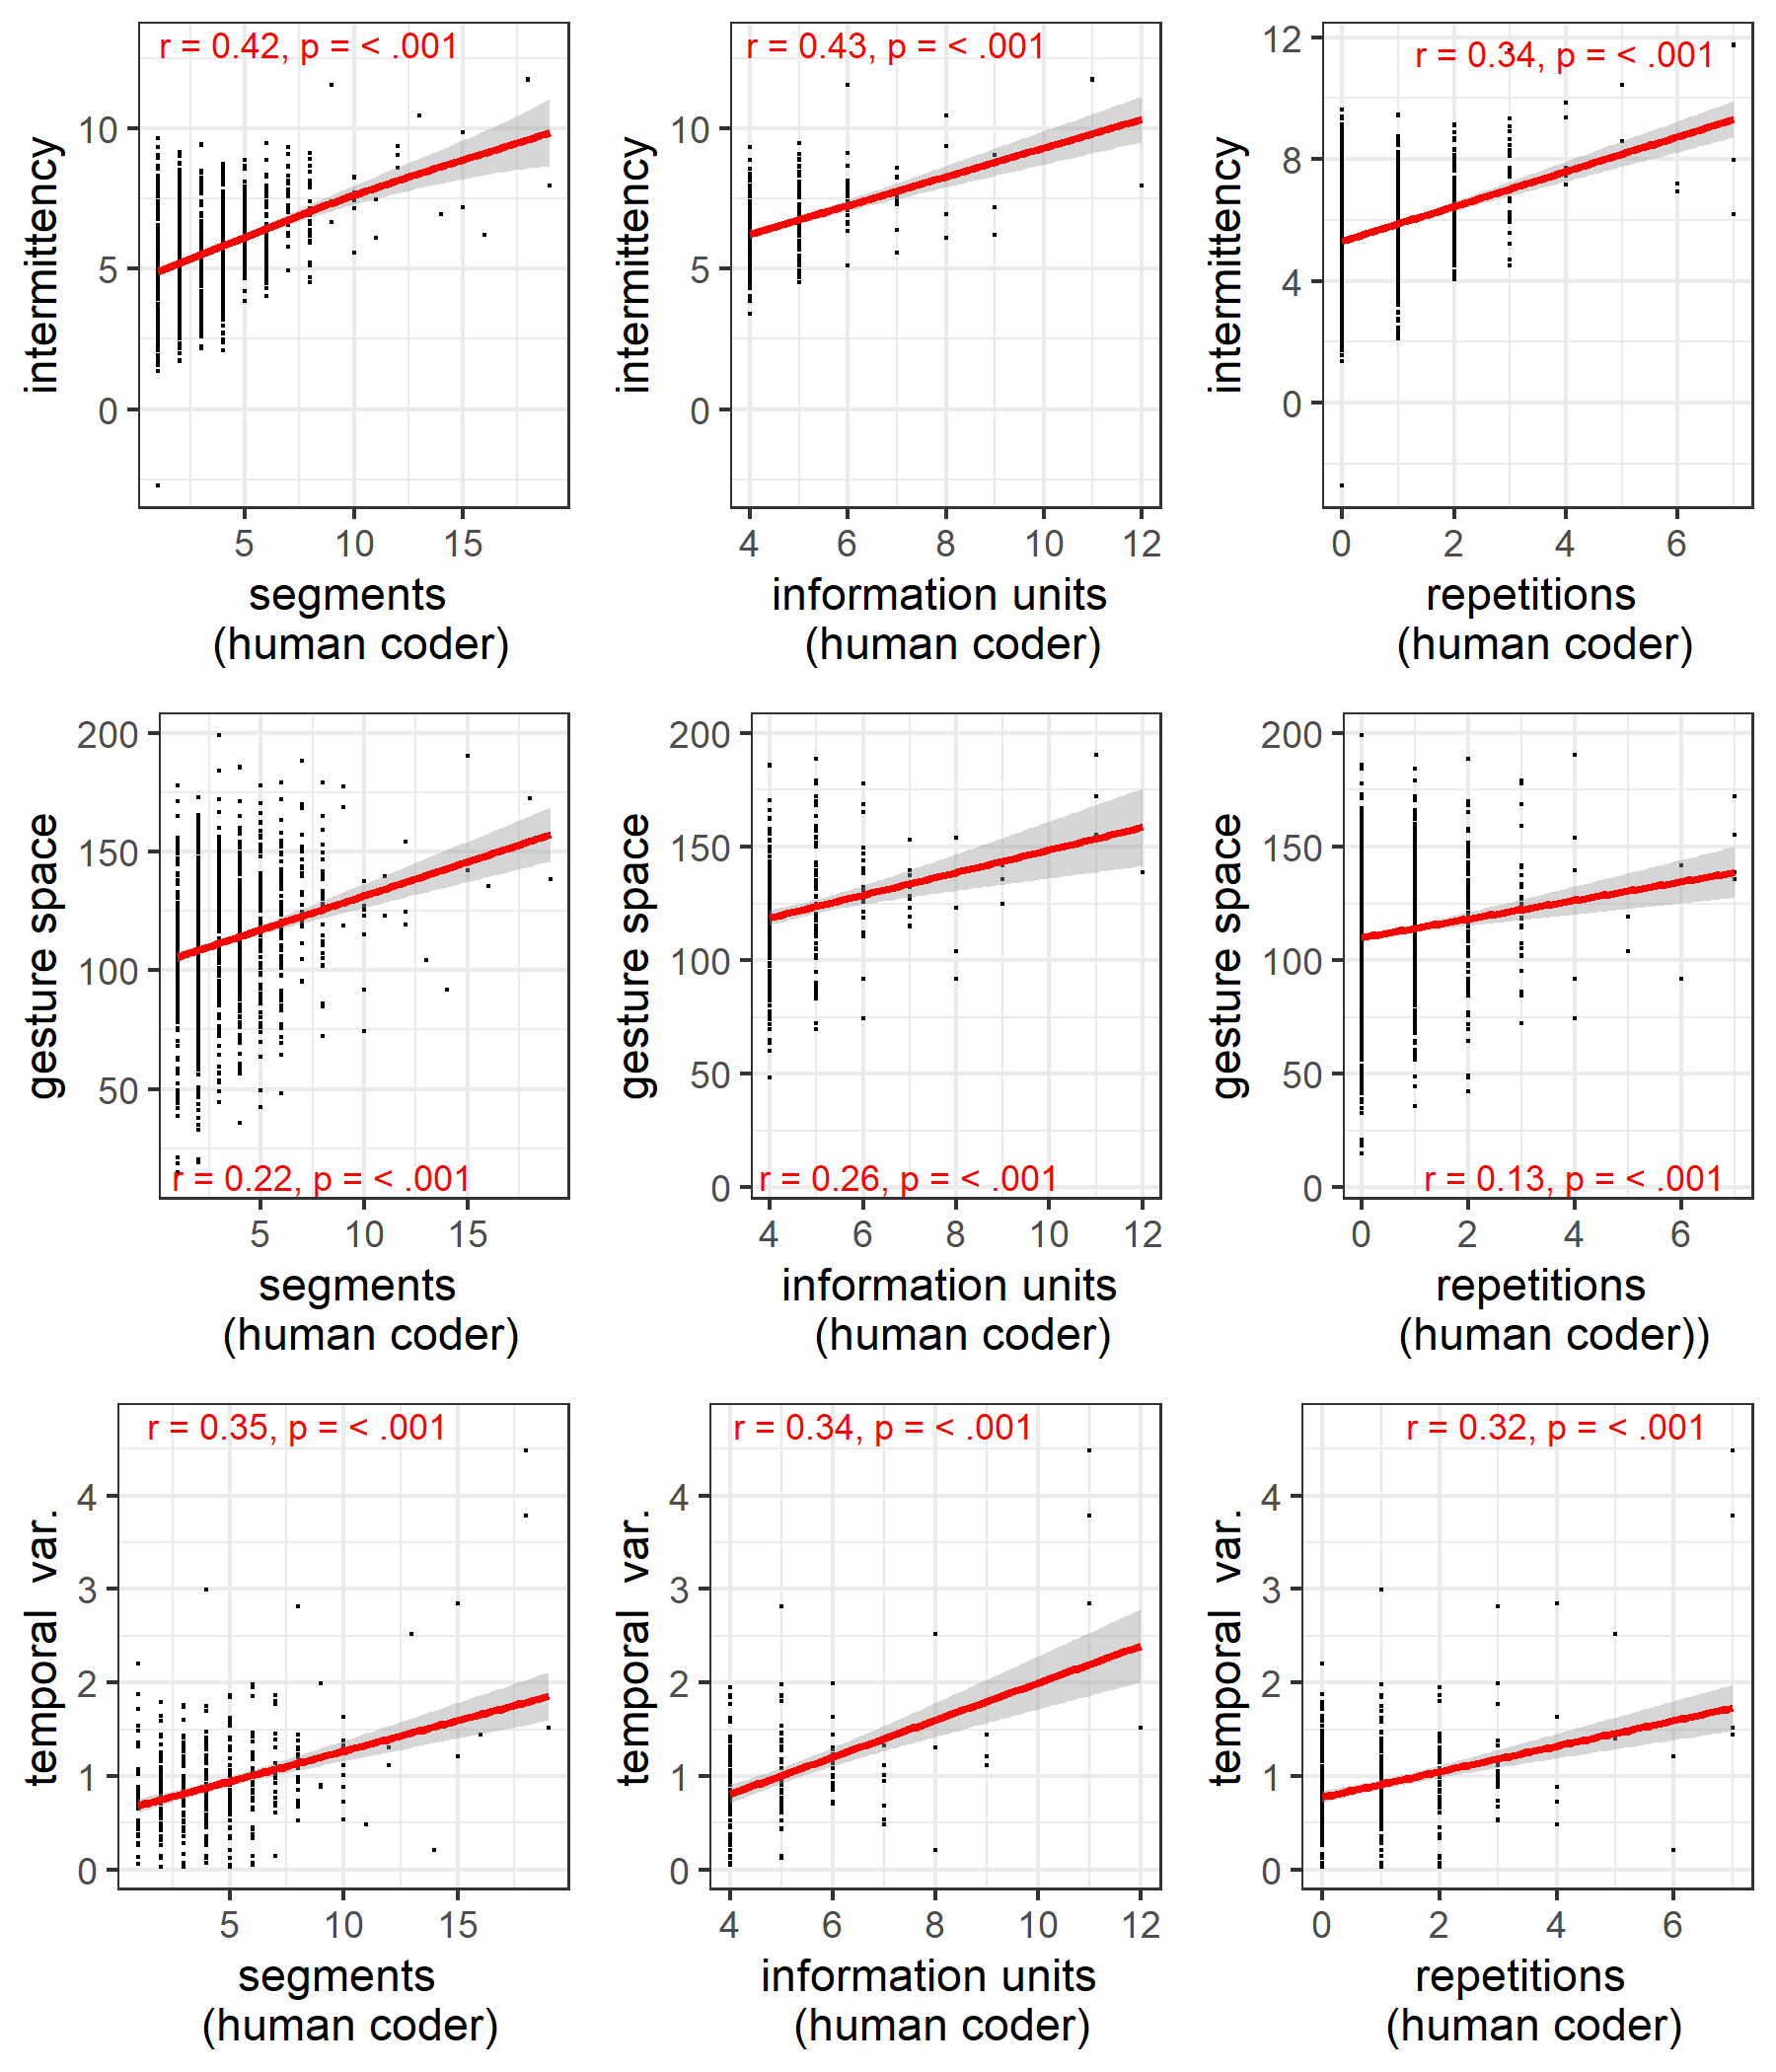 r = 0.42, p = < .001
10
5
0
intermittency
5 10 15
segments
(human coder)
r = 0.43, p = < .001
10
5
0
intermittency
4 6 8 10 12
information units
(human coder)
r = 0.34, p = < .001
12
8
4
0
intermittency
0 2 4 6
repetitions
(human coder)
200
150
100
50
gesture space
r = 0.22, p = < .001
5 10 15
segments
(human coder)
200
150
100
50
0
gesture space
r = 0.26, p = < .001
4 6 8 10 12
information units
(human coder)
200
150
100
50
0
gesture space
r = 0.13, p = < .001
0 2 4 6
repetitions
(human coder))
r = 0.35, p = < .001
4
3
2
1
0
temporal var.
5 10 15
segments
(human coder)
r = 0.34, p = < .001
4
3
2
1
0
temporal var.
4 6 8 10 12
information units
(human coder)
r = 0.32, p = < .001
4
3
2
1
0
temporal var.
0 2 4 6
repetitions
(human coder)